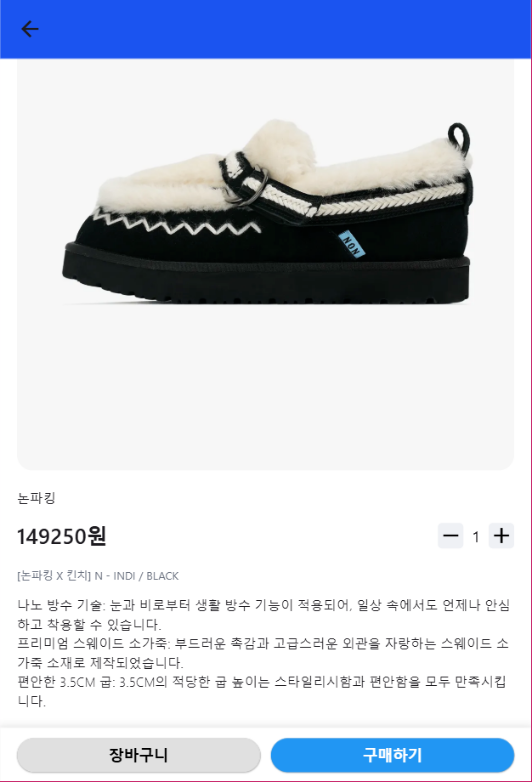 NON
논파킹
149250원
1
[논파킹 X 킨치] N - INDI / BLACK
나노 방수 기술: 눈과 비로부터 생활 방수 기능이 적용되어, 일상 속에서도 언제나 안심
하고 착용할 수 있습니다.
프리미엄 스웨이드 소가죽: 부드러운 촉감과 고급스러운 외관을 자랑하는 스웨이드 소
가죽 소재로 제작되었습니다.
편안한 3.5CM 굽: 3.5CM의 적당한 굽 높이는 스타일리시함과 편안함을 모두 만족시킵
니다.
장바구니
구매하기